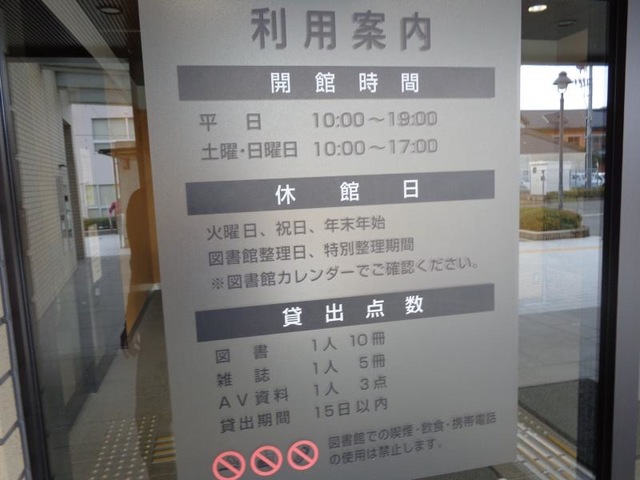 利用案内
開館時間
平日 10:00～19:00
土曜・日曜日 10:00～17:00
休館日
火曜日、祝日、年末年始
図書館整理日、特別整理期間
※図書館カレンダーでご確認ください。
貸出点数
図書 1人 10冊
雑誌 1人 5冊
AV資料 1人 3点
貸出期間 15日以内
図書館での喫煙・飲食・携帯電話
の使用は禁止します。